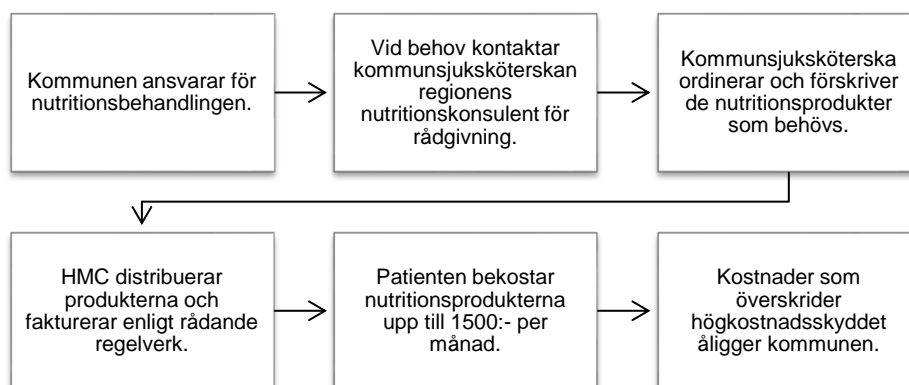 Kommunen ansvarar för
nutritionsbehandlingen.
Vid behov kontaktar
kommunsjuksköterskan
regionens
nutritionskonsulent för
rådgivning.
Kommunsjuksköterska
ordinerar och förskriver
de nutritionsprodukter
som behövs.
HMC distribuerar
produkterna och
fakturerar enligt rådande
regelverk.
Patienten bekostar
nutritionsprodukterna
upp till 1500:- per
månad.
Kostnader som
överskrider
högkostnadsskyddet
åligger kommunen.